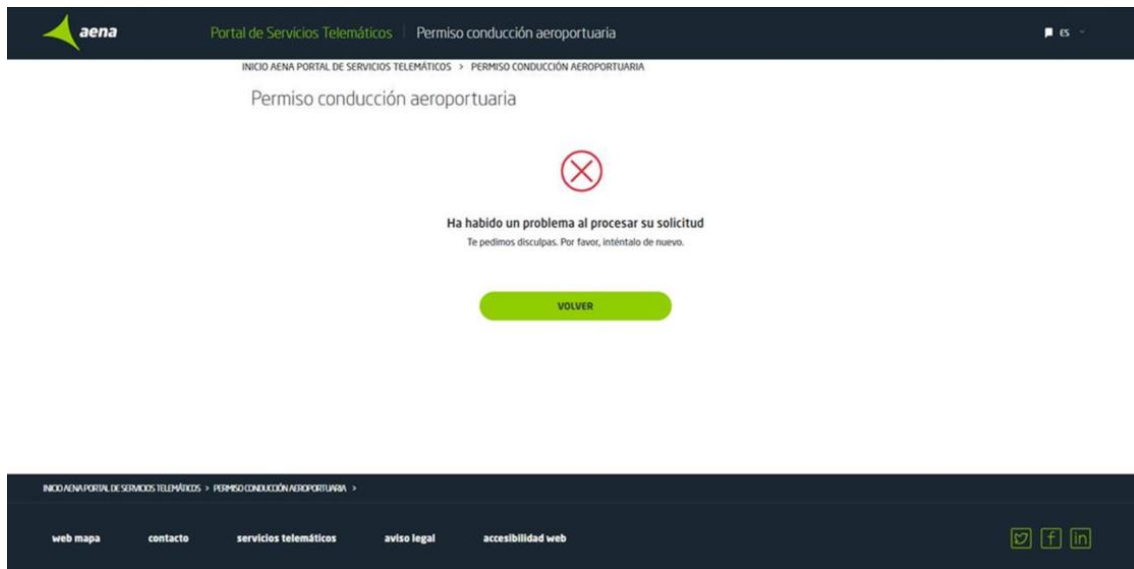 aena
Portal de Servicios Telemáticos | Permiso conducción aeroportuaria
ES
INICIO AENA PORTAL DE SERVICIOS TELEMÁTICOS > PERMISO CONDUCCIÓN AEROPORTUARIA
Permiso conducción aeroportuaria
Ha habido un problema al procesar su solicitud
Te pedimos disculpas. Por favor, inténtalo de nuevo.
VOLVER
INICIO AENA PORTAL DE SERVICIOS TELEMÁTICOS > PERMISO CONDUCCIÓN AEROPORTUARIA >
web mapa contacto servicios telemáticos aviso legal accesibilidad web
f in